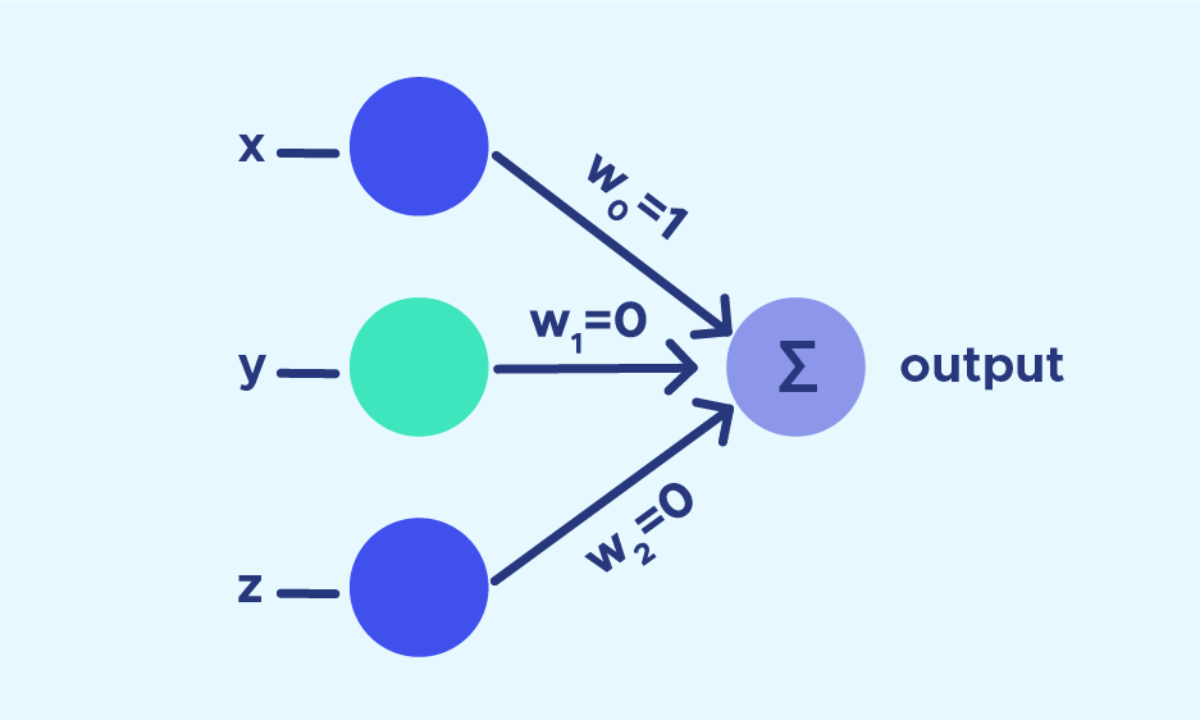 x
w₀=1
w₁=0
y
Σ
output
w₂=0
z